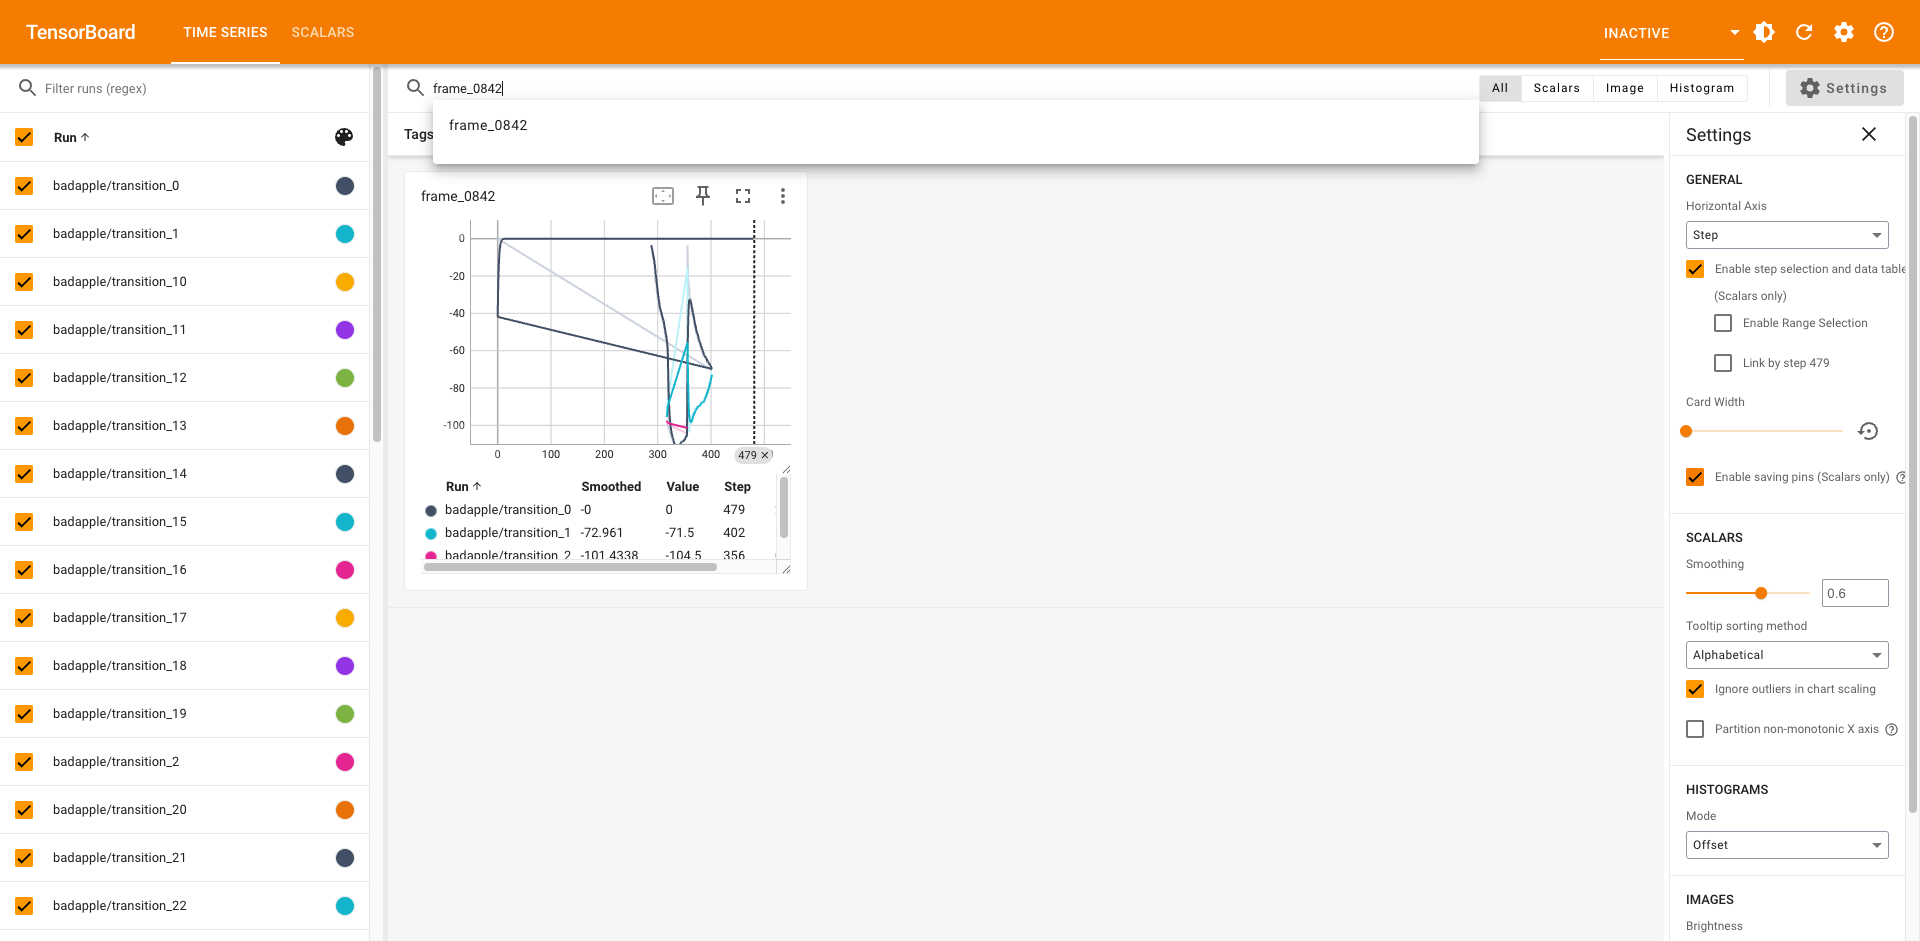 TensorBoard
TIME SERIES
SCALARS
INACTIVE
Filter runs (regex)
frame_0842
All
Scalars
Image
Histogram
Settings
frame_0842
Tags
Run
badapple/transition_0
badapple/transition_1
badapple/transition_10
badapple/transition_11
badapple/transition_12
badapple/transition_13
badapple/transition_14
badapple/transition_15
badapple/transition_16
badapple/transition_17
badapple/transition_18
badapple/transition_19
badapple/transition_2
badapple/transition_20
badapple/transition_21
badapple/transition_22
frame_0842
0
-20
-40
-60
-80
-100
0 100 200 300 400 479
Run Smoothed Value Step
badapple/transition_0 -0 0 479
badapple/transition_1 -72.961 -71.5 402
badapple/transition_2 -101.4338 -104.5 356
Settings
GENERAL
Horizontal Axis
Step
Enable step selection and data table
(Scalars only)
Enable Range Selection
Link by step 479
Card Width
Enable saving pins (Scalars only)
SCALARS
Smoothing
0.6
Tooltip sorting method
Alphabetical
Ignore outliers in chart scaling
Partition non-monotonic X axis
HISTOGRAMS
Mode
Offset
IMAGES
Brightness